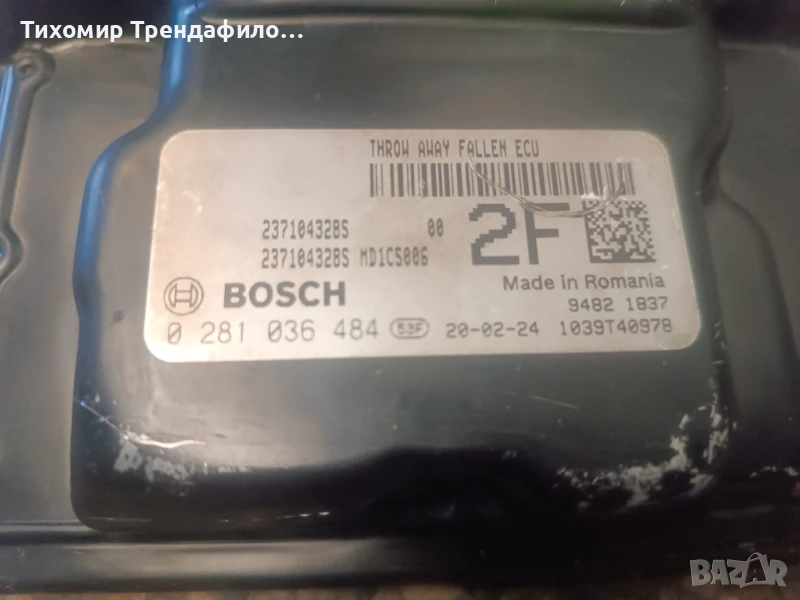 Тихомир Трендафило...
THROW AWAY FALLEN ECU
237104328S 00
237104328S MD1CS006
2F
Made in Romania
BOSCH
9482 1837
0 281 036 484 53F 20-02-24 1039T40978
BAZAR